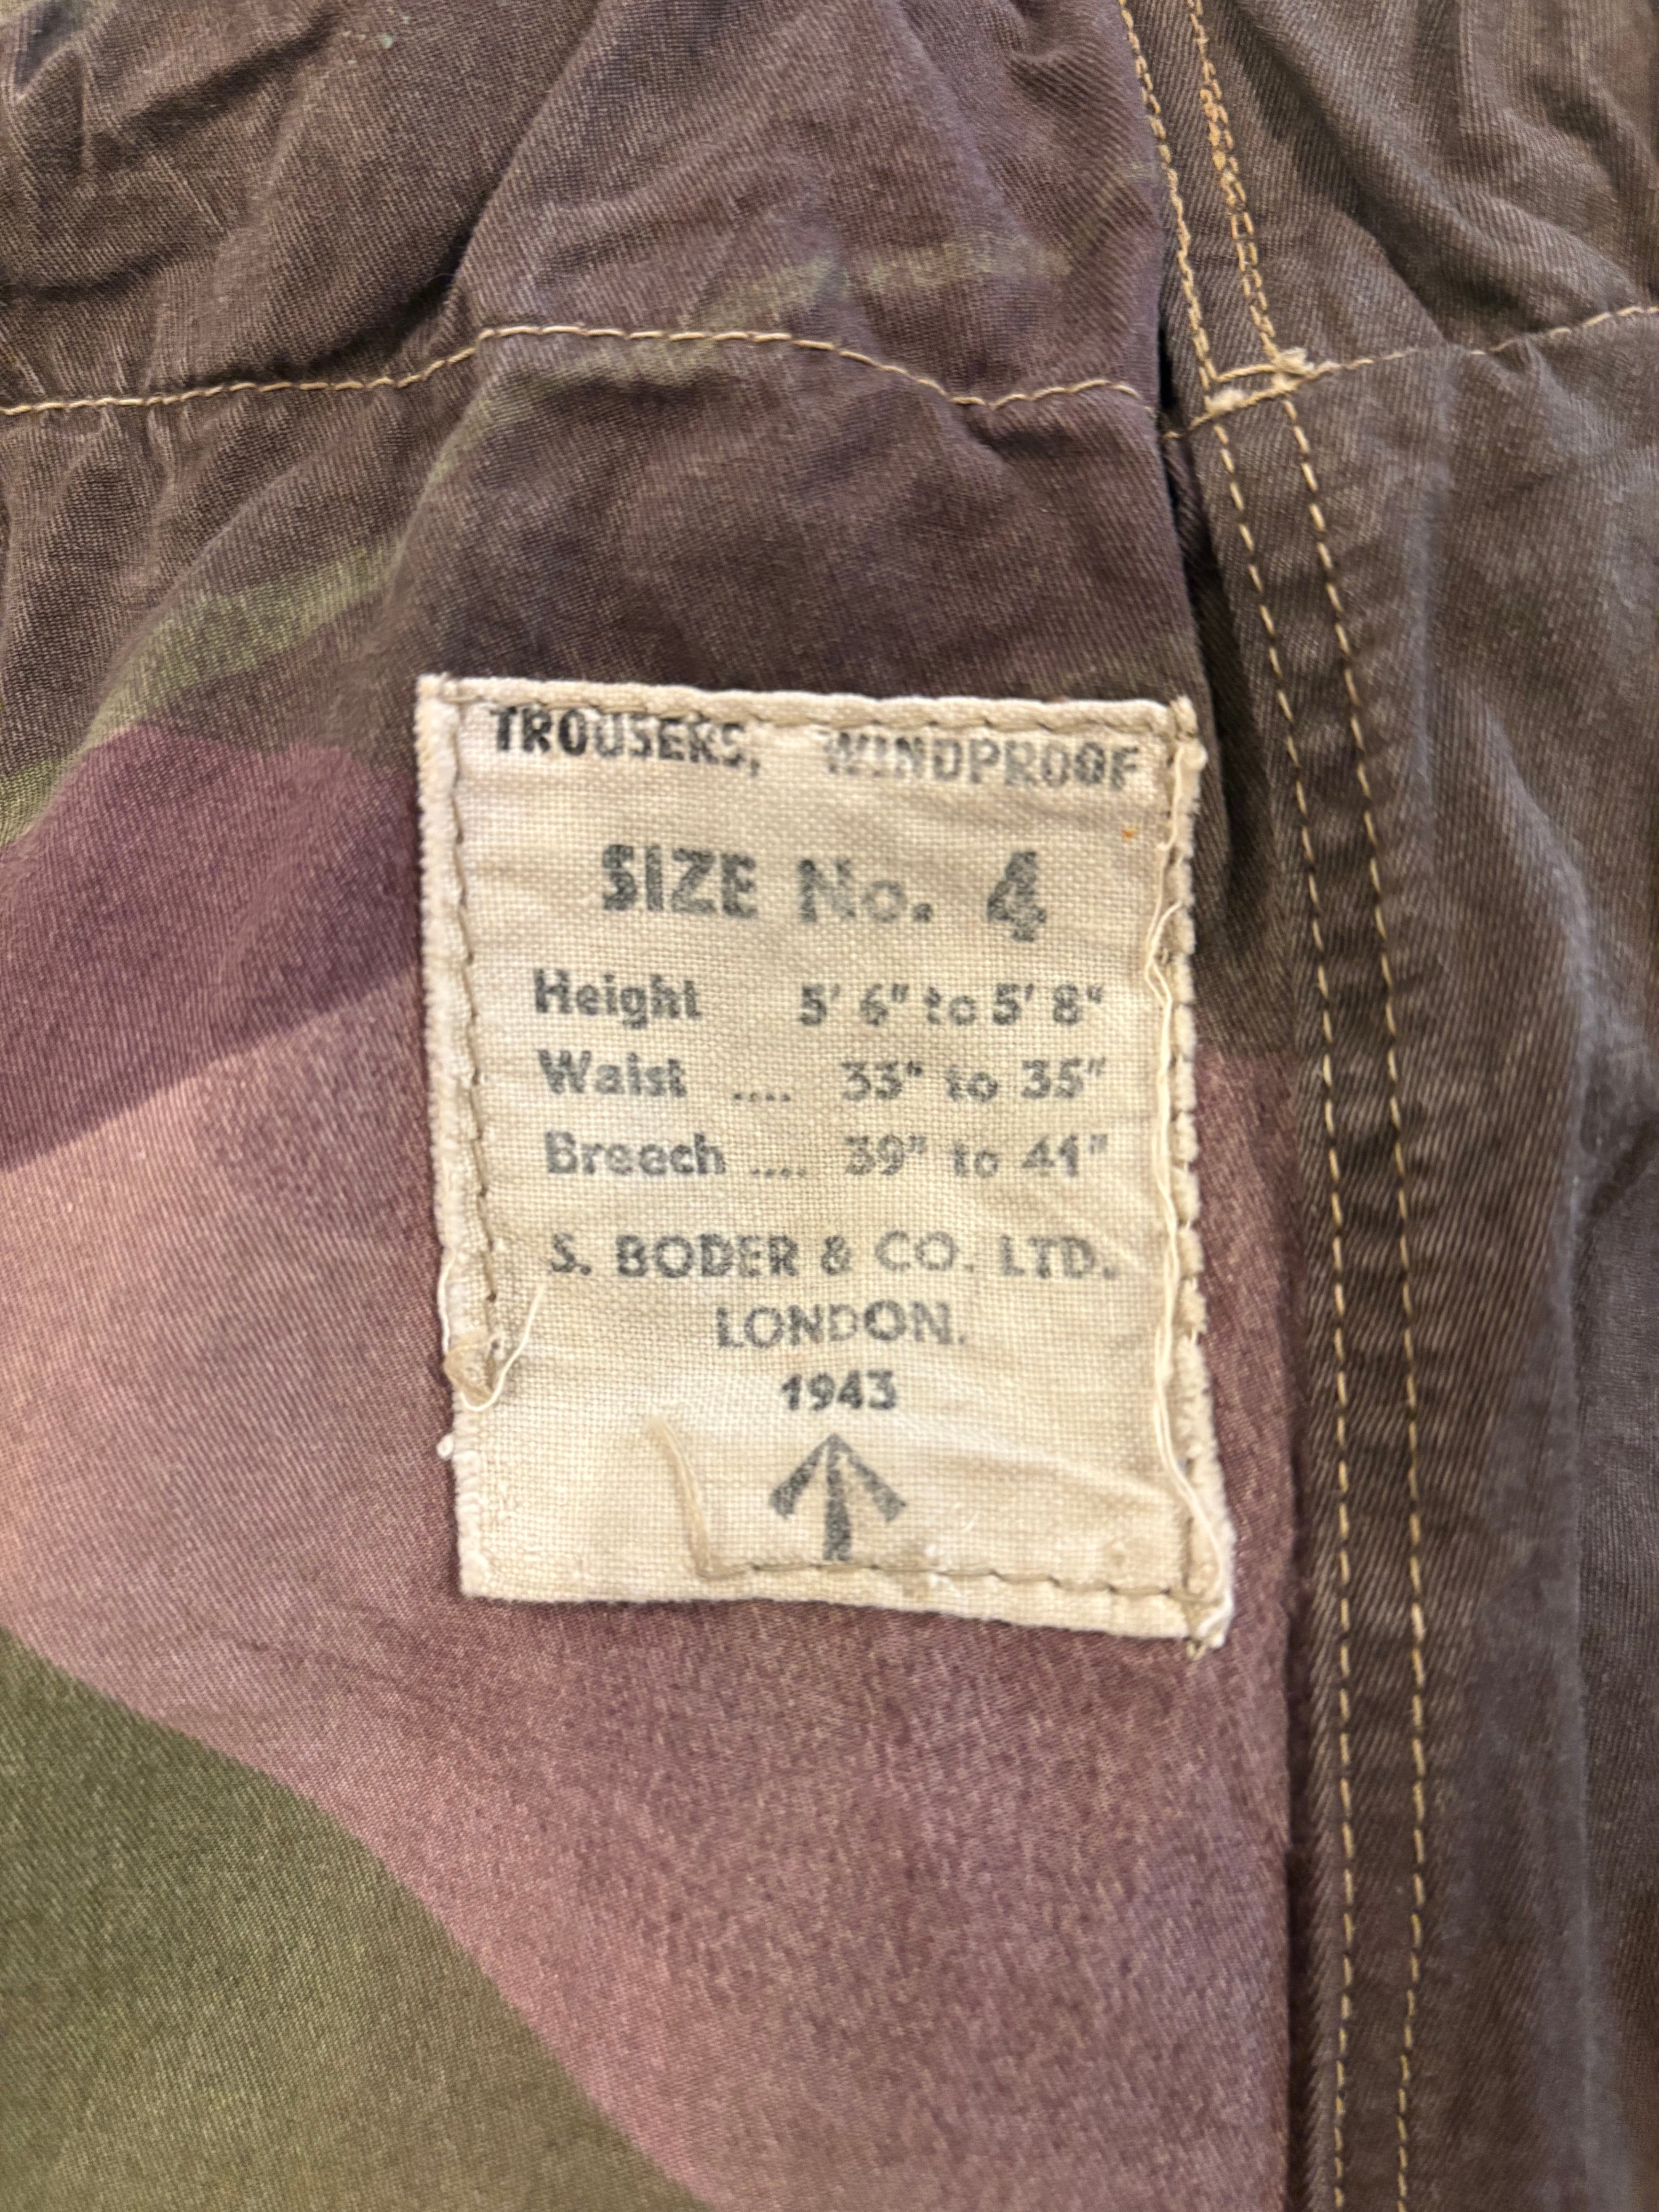 TROUSERS, WINDPROOF
SIZE No. 4
Height 5' 6" to 5' 8"
Waist .... 33" to 35"
Breech .... 39" to 41"
S. BODER & CO. LTD.
LONDON.
1943